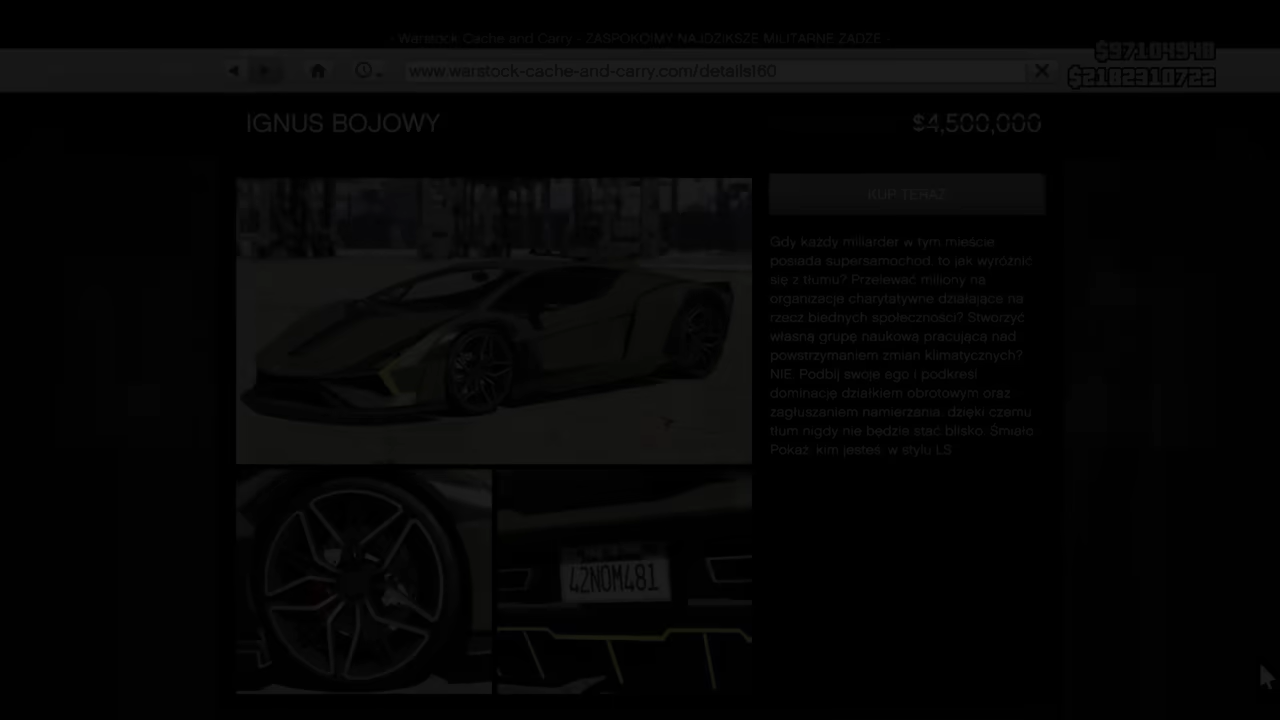 - Warstock Cache and Carry - ZASPOKOIMY NAJDZIKSZE MILITARNE ŻĄDZE -
$97104940
www.warstock-cache-and-carry.com/details160
$2182310722
IGNUS BOJOWY
$4,500,000
KUP TERAZ
Gdy każdy miliarder w tym mieście
posiada supersamochód, to jak wyróżnić
się z tłumu? Przelewać miliony na
organizacje charytatywne działające na
rzecz biednych społeczności? Stworzyć
własną grupę naukową pracującą nad
powstrzymaniem zmian klimatycznych?
NIE. Podbij swoje ego i podkreśl
dominację działkiem obrotowym oraz
zagłuszaniem namierzania, dzięki czemu
tłum nigdy nie będzie stać blisko. Śmiało.
Pokaż, kim jesteś, w stylu LS.
42NOM481